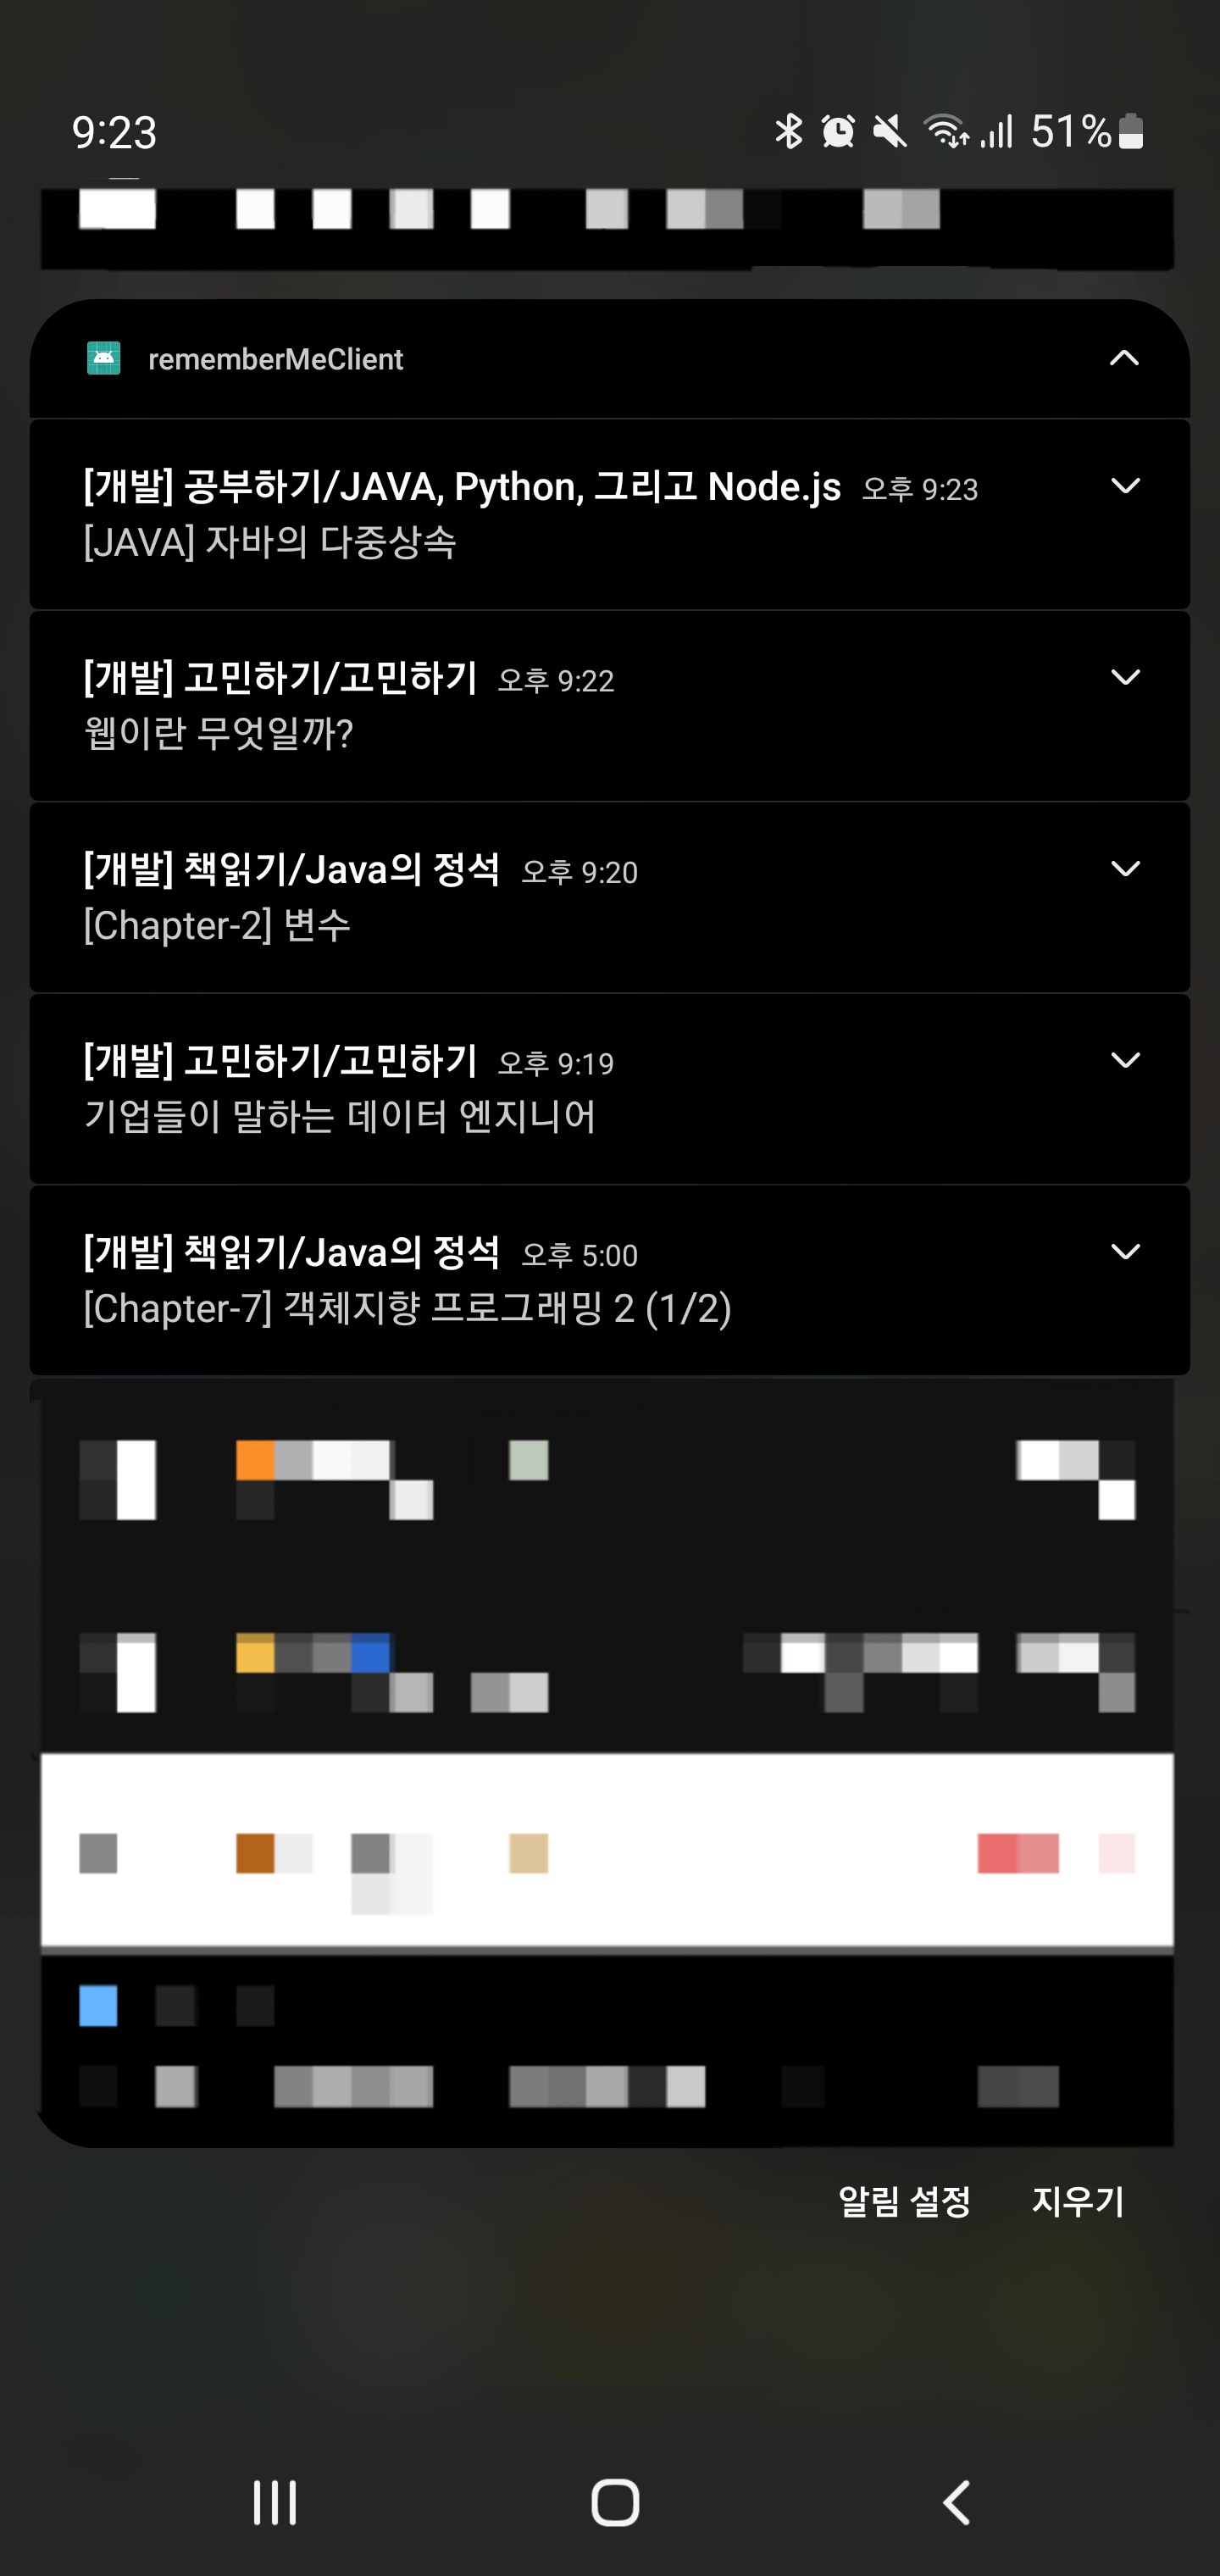 9:23
51%
rememberMeClient
[개발] 공부하기/JAVA, Python, 그리고 Node.js 오후 9:23
[JAVA] 자바의 다중상속
[개발] 고민하기/고민하기 오후 9:22
웹이란 무엇일까?
[개발] 책읽기/Java의 정석 오후 9:20
[Chapter-2] 변수
[개발] 고민하기/고민하기 오후 9:19
기업들이 말하는 데이터 엔지니어
[개발] 책읽기/Java의 정석 오후 5:00
[Chapter-7] 객체지향 프로그래밍 2 (1/2)
알림 설정 지우기